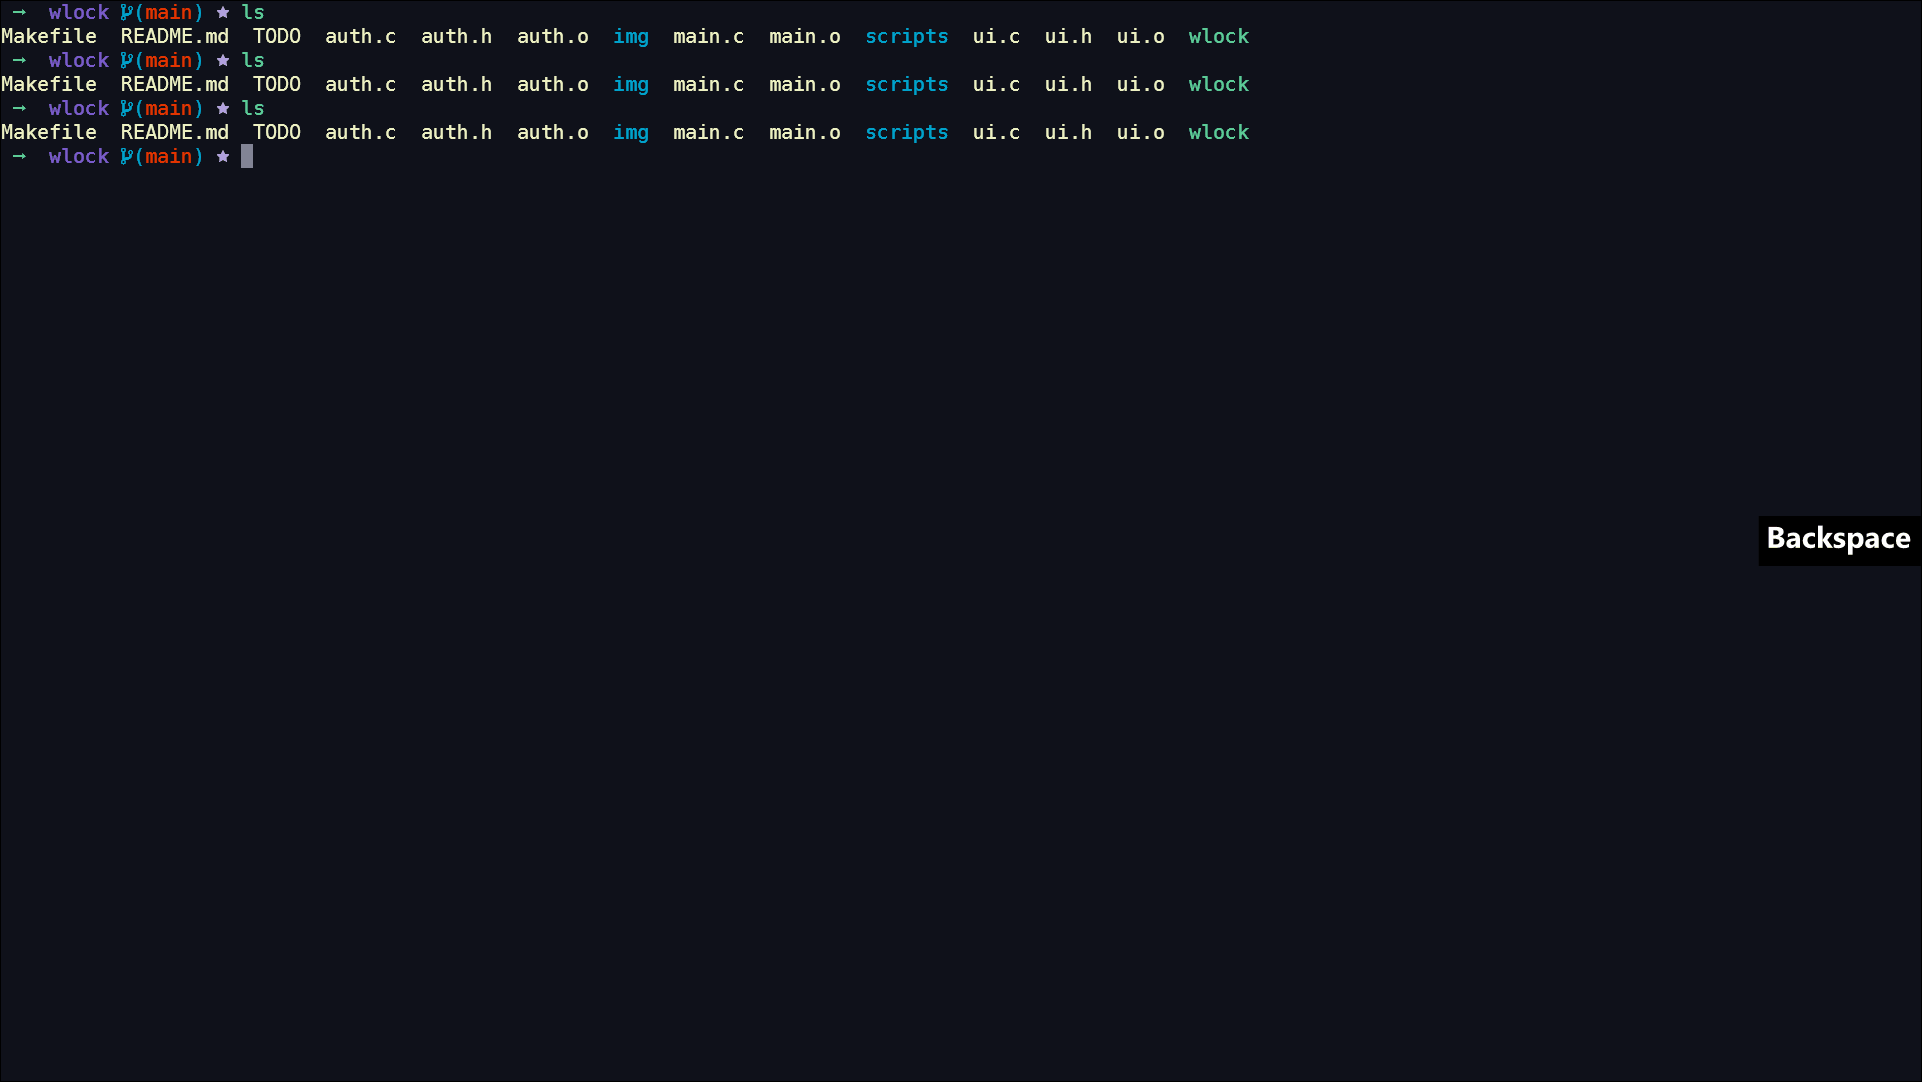 → wlock (main) ★ ls
Makefile README.md TODO auth.c auth.h auth.o img main.c main.o scripts ui.c ui.h ui.o wlock
→ wlock (main) ★ ls
Makefile README.md TODO auth.c auth.h auth.o img main.c main.o scripts ui.c ui.h ui.o wlock
→ wlock (main) ★ ls
Makefile README.md TODO auth.c auth.h auth.o img main.c main.o scripts ui.c ui.h ui.o wlock
→ wlock (main) ★
Backspace